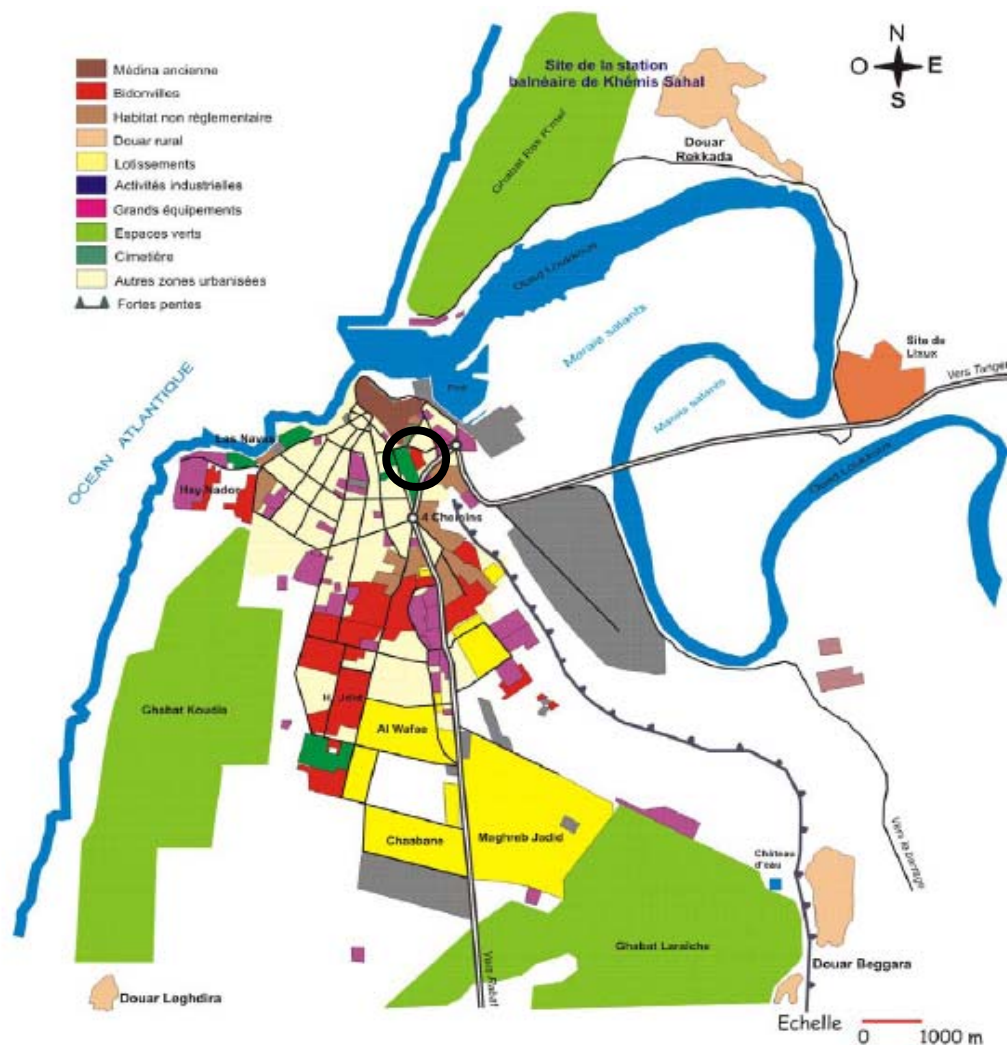 N
O
E
S
Site de la station
balnéaire de Khémis Sahal
Médina ancienne
Bidonvilles
Habitat non règlementaire
Douar rural
Lotissements
Activités industrielles
Grands équipements
Espaces verts
Cimetière
Autres zones urbanisées
Fortes pentes
Ghabat Ras R'mel
Douar
Rekkada
Oued Loukkous
Marais salants
Site de
Lixux
Vers Tanger
Marais salants
Oued Loukkous
OCEAN ATLANTIQUE
Port
Las Navas
Hay Nador
4 Chemins
Ghabat Koudia
Al Wafae
Chaabane
Maghreb Jadid
Château
d'eau
Vers le barrage
Ghabat Laraiche
Vers Rabat
Douar Beggara
Douar Leghdira
Echelle
0
1000 m